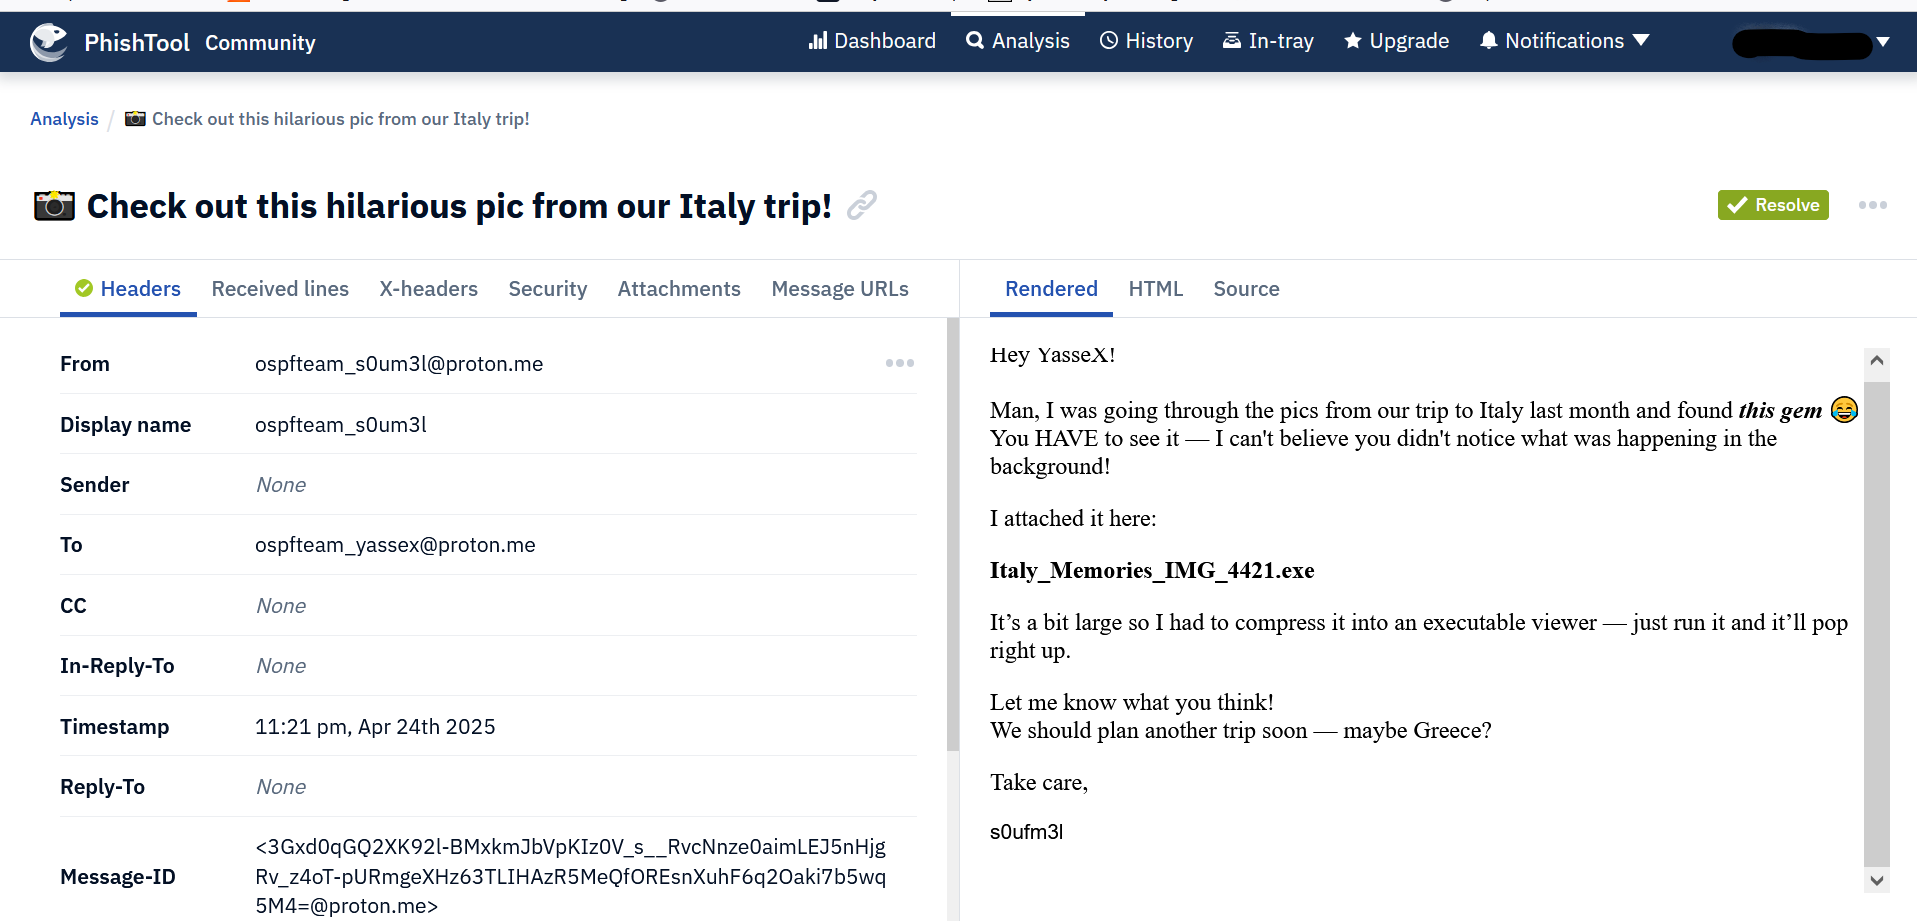 PhishTool Community
Dashboard
Analysis
History
In-tray
Upgrade
Notifications
Analysis / 📷 Check out this hilarious pic from our Italy trip!
📷 Check out this hilarious pic from our Italy trip!
Resolve
Headers
Received lines
X-headers
Security
Attachments
Message URLs
From ospfteam_s0um3l@proton.me
Display name ospfteam_s0um3l
Sender None
To ospfteam_yassex@proton.me
CC None
In-Reply-To None
Timestamp 11:21 pm, Apr 24th 2025
Reply-To None
Message-ID
<3Gxd0qGQ2XK92l-BMxkmJbVpKIz0V_s__RvcNnze0aimLEJ5nHjg
Rv_z4oT-pURmgeXHz63TLIHAzR5MeQfOREsnXuhF6q2Oaki7b5wq
5M4=@proton.me>
Rendered
HTML
Source
Hey YasseX!
Man, I was going through the pics from our trip to Italy last month and found this gem 😂
You HAVE to see it — I can't believe you didn't notice what was happening in the
background!
I attached it here:
Italy_Memories_IMG_4421.exe
It’s a bit large so I had to compress it into an executable viewer — just run it and it’ll pop
right up.
Let me know what you think!
We should plan another trip soon — maybe Greece?
Take care,
s0ufm3l